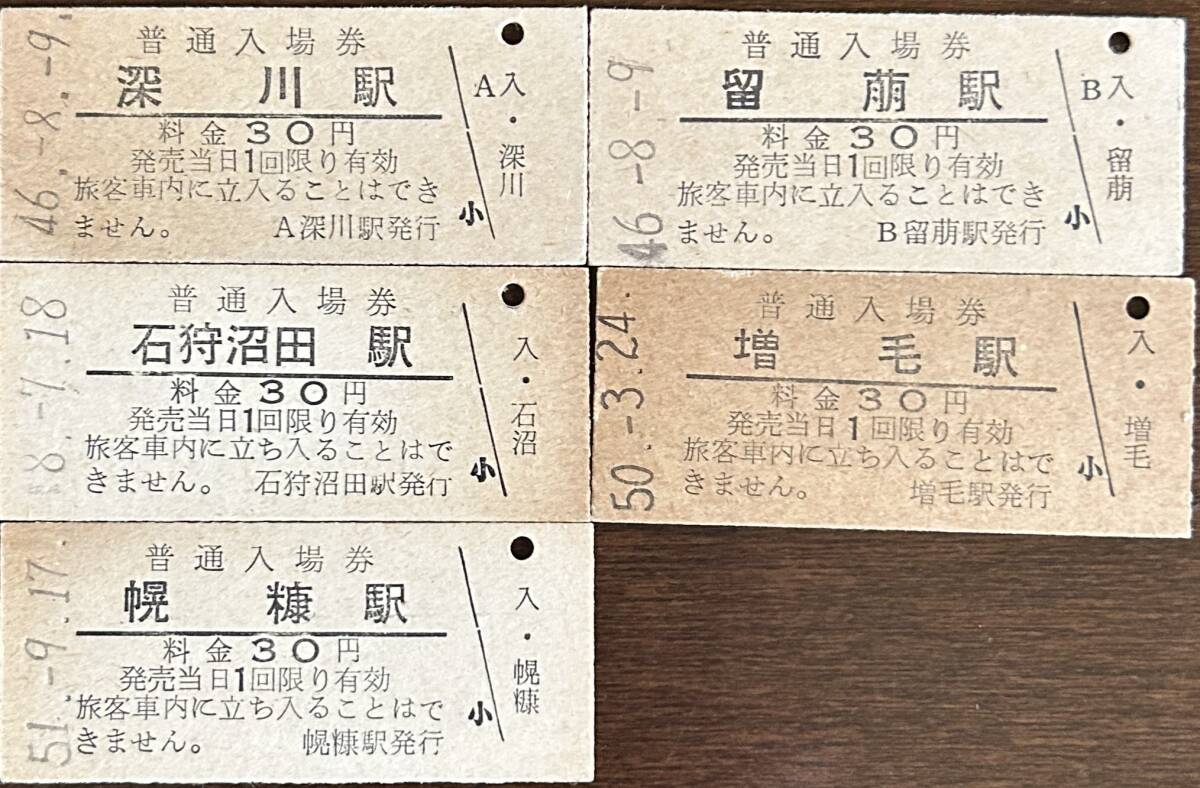 46.-8.-9.
普通入場券
深川駅
料金30円
発売当日1回限り有効
旅客車内に立入ることはでき
ません。 A深川駅発行
小
A入・深川
46-8-9
普通入場券
留萠駅
料金30円
発売当日1回限り有効
旅客車内に立入ることはでき
ません。 B留萠駅発行
小
B入・留萠
8.-7.18
普通入場券
石狩沼田駅
料金30円
発売当日1回限り有効
旅客車内に立ち入ることはで
きません。 石狩沼田駅発行
小
入・石沼
50.-3.24.
普通入場券
増毛駅
料金30円
発売当日1回限り有効
旅客車内に立ち入ることはで
きません。 増毛駅発行
小
入・増毛
51.-9.17.
普通入場券
幌糠駅
料金30円
発売当日1回限り有効
旅客車内に立ち入ることはで
きません。 幌糠駅発行
小
入・幌糠